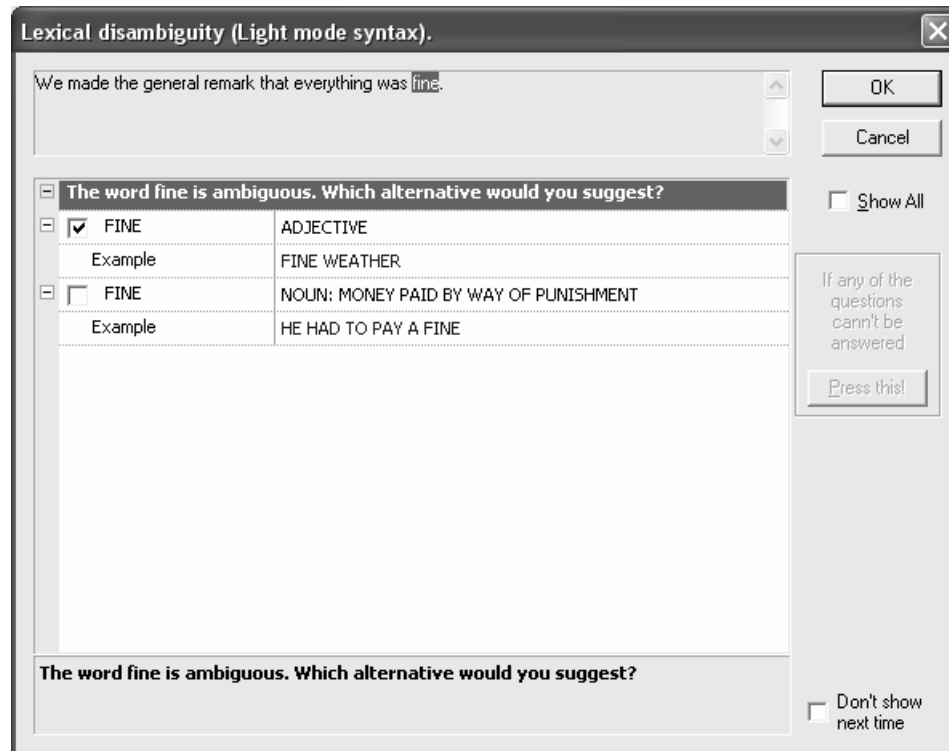 Lexical disambiguity (Light mode syntax).
We made the general remark that everything was fine.
OK
Cancel
The word fine is ambiguous. Which alternative would you suggest?
Show All
FINE ADJECTIVE
Example FINE WEATHER
FINE NOUN: MONEY PAID BY WAY OF PUNISHMENT
Example HE HAD TO PAY A FINE
If any of the
questions
cann't be
answered
Press this!
The word fine is ambiguous. Which alternative would you suggest?
Don't show
next time